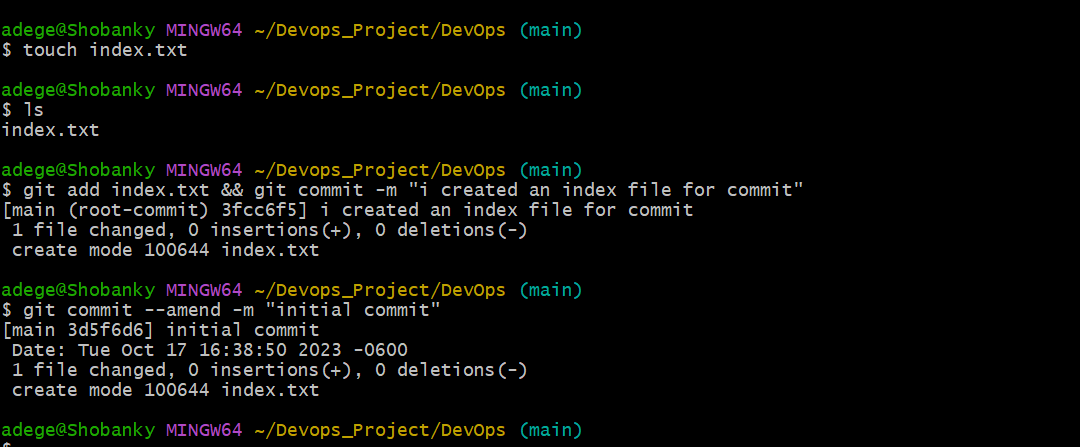 adege@Shobanky MINGW64 ~/Devops_Project/DevOps (main)
$ touch index.txt
adege@Shobanky MINGW64 ~/Devops_Project/DevOps (main)
$ ls
index.txt
adege@Shobanky MINGW64 ~/Devops_Project/DevOps (main)
$ git add index.txt && git commit -m "i created an index file for commit"
[main (root-commit) 3fcc6f5] i created an index file for commit
 1 file changed, 0 insertions(+), 0 deletions(-)
 create mode 100644 index.txt
adege@Shobanky MINGW64 ~/Devops_Project/DevOps (main)
$ git commit --amend -m "initial commit"
[main 3d5f6d6] initial commit
 Date: Tue Oct 17 16:38:50 2023 -0600
 1 file changed, 0 insertions(+), 0 deletions(-)
 create mode 100644 index.txt
adege@Shobanky MINGW64 ~/Devops_Project/DevOps (main)
$